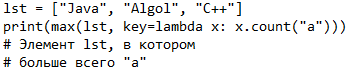 lst = ["Java", "Algol", "C++"]
print(max(lst, key=lambda x: x.count("a")))
# Элемент lst, в котором
# больше всего "a"